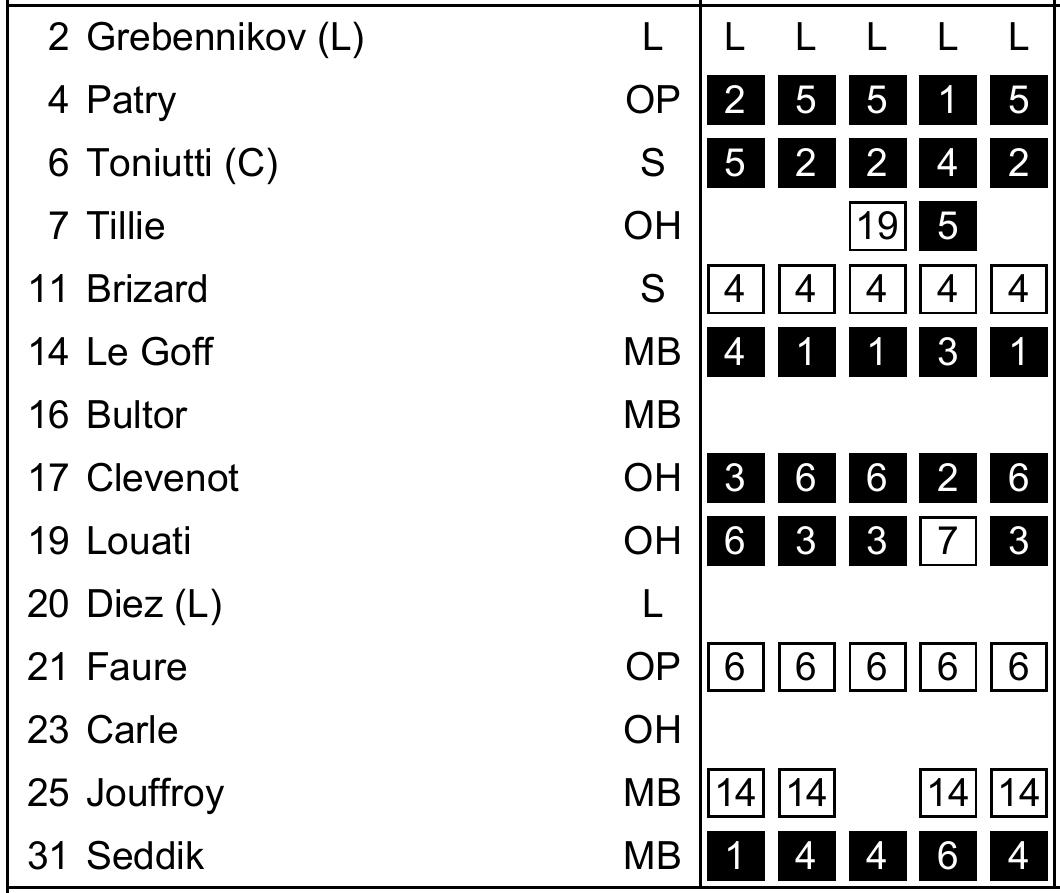 2 Grebennikov (L) L L L L L L
4 Patry OP 2 5 5 1 5
6 Toniutti (C) S 5 2 2 4 2
7 Tillie OH 19 5
11 Brizard S 4 4 4 4 4
14 Le Goff MB 4 1 1 3 1
16 Bultor MB
17 Clevenot OH 3 6 6 2 6
19 Louati OH 6 3 3 7 3
20 Diez (L) L
21 Faure OP 6 6 6 6 6
23 Carle OH
25 Jouffroy MB 14 14 14 14
31 Seddik MB 1 4 4 6 4